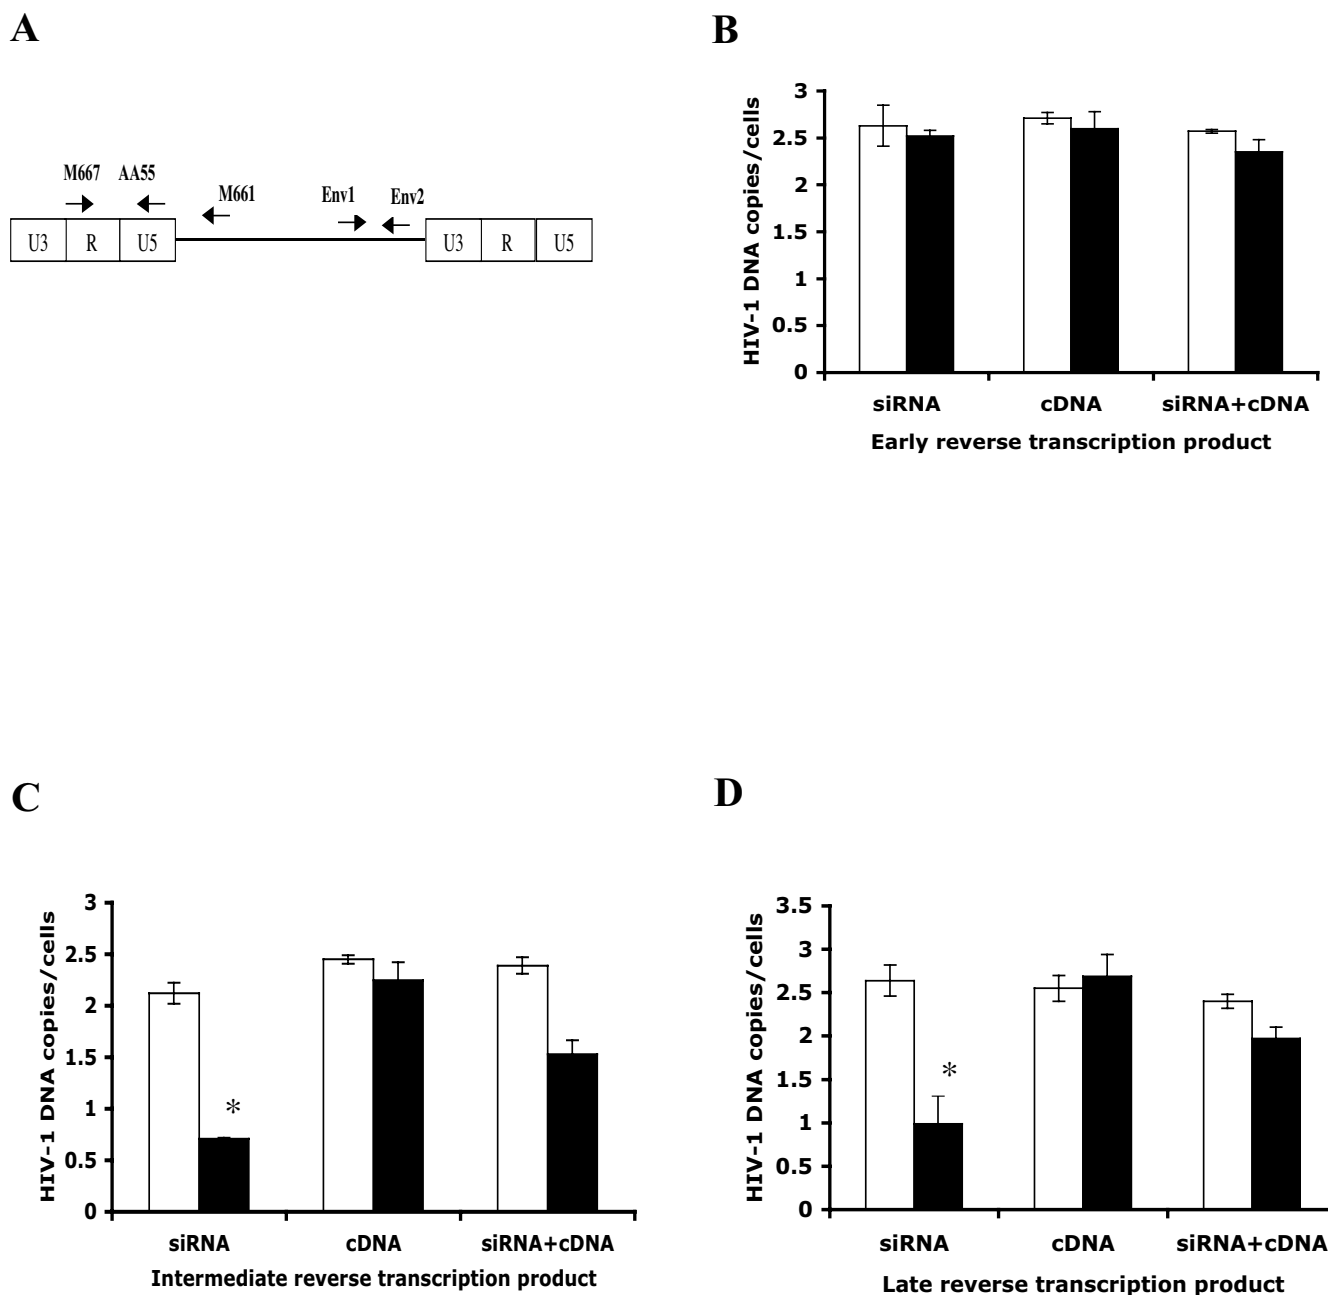 A
M667 AA55 M661 Env1 Env2
U3 R U5 U3 R U5
B
HIV-1 DNA copies/cells
3
2.5
2
1.5
1
0.5
0
siRNA cDNA siRNA+cDNA
Early reverse transcription product
C
HIV-1 DNA copies/cells
3
2.5
2
1.5
1
0.5
0
*
siRNA cDNA siRNA+cDNA
Intermediate reverse transcription product
D
HIV-1 DNA copies/cells
3.5
3
2.5
2
1.5
1
0.5
0
*
siRNA cDNA siRNA+cDNA
Late reverse transcription product